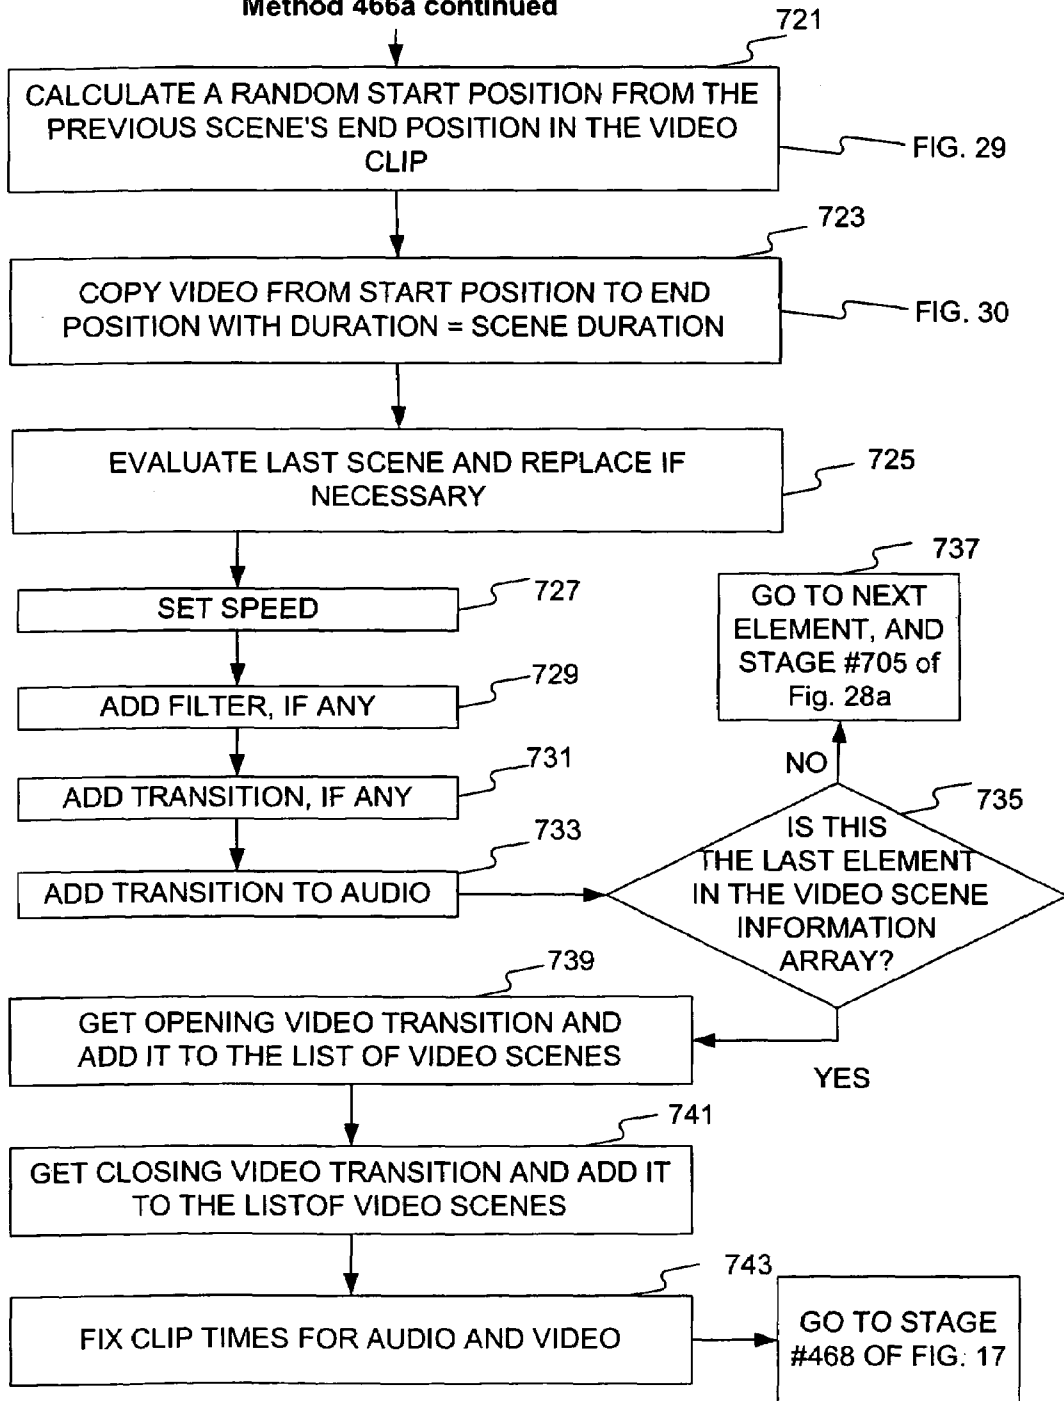 Method 466a continued
721
CALCULATE A RANDOM START POSITION FROM THE
PREVIOUS SCENE'S END POSITION IN THE VIDEO
CLIP
FIG. 29
723
COPY VIDEO FROM START POSITION TO END
POSITION WITH DURATION = SCENE DURATION
FIG. 30
EVALUATE LAST SCENE AND REPLACE IF
NECESSARY
725
SET SPEED
727
ADD FILTER, IF ANY
729
ADD TRANSITION, IF ANY
731
ADD TRANSITION TO AUDIO
733
737
GO TO NEXT
ELEMENT, AND
STAGE #705 of
Fig. 28a
NO
735
IS THIS
THE LAST ELEMENT
IN THE VIDEO SCENE
INFORMATION
ARRAY?
YES
739
GET OPENING VIDEO TRANSITION AND
ADD IT TO THE LIST OF VIDEO SCENES
741
GET CLOSING VIDEO TRANSITION AND ADD IT
TO THE LISTOF VIDEO SCENES
743
FIX CLIP TIMES FOR AUDIO AND VIDEO
GO TO STAGE
#468 OF FIG. 17